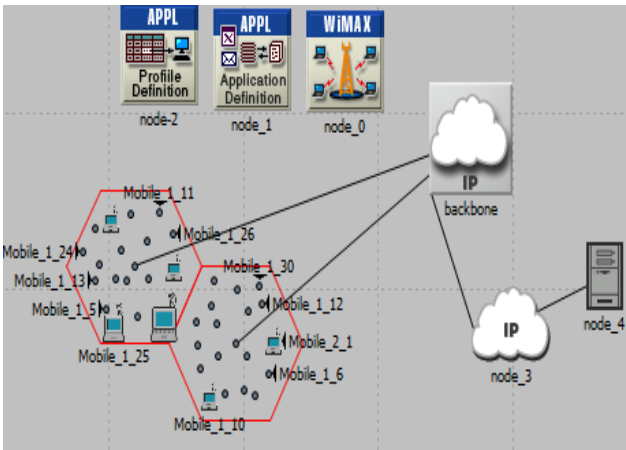 APPL
Profiile
Definition
node-2
APPL
Application
Definition
node_1
WiMAX
node_0
IP
backbone
Mobile_1_11
Mobile_1_24
Mobile_1_26
Mobile_1_13
Mobile_1_30
Mobile_1_5
Mobile_1_12
Mobile_1_25
Mobile_2_1
Mobile_1_6
Mobile_1_10
IP
node_3
node_4